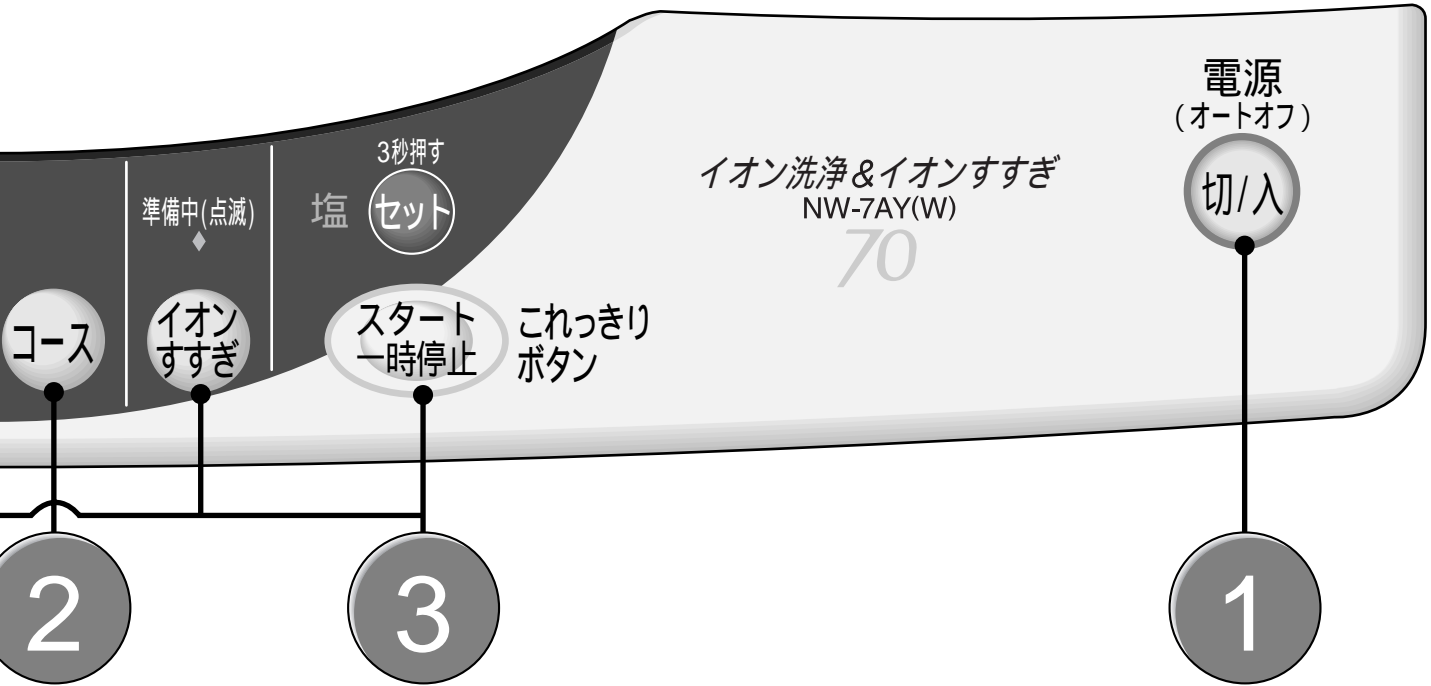 電源
(オートオフ)
切/入
3秒押す
塩
セット
準備中(点滅)
イオン洗浄&イオンすすぎ
NW-7AY(W)
70
コース
イオン
すすぎ
スタート
一時停止
これっきり
ボタン
2
3
1